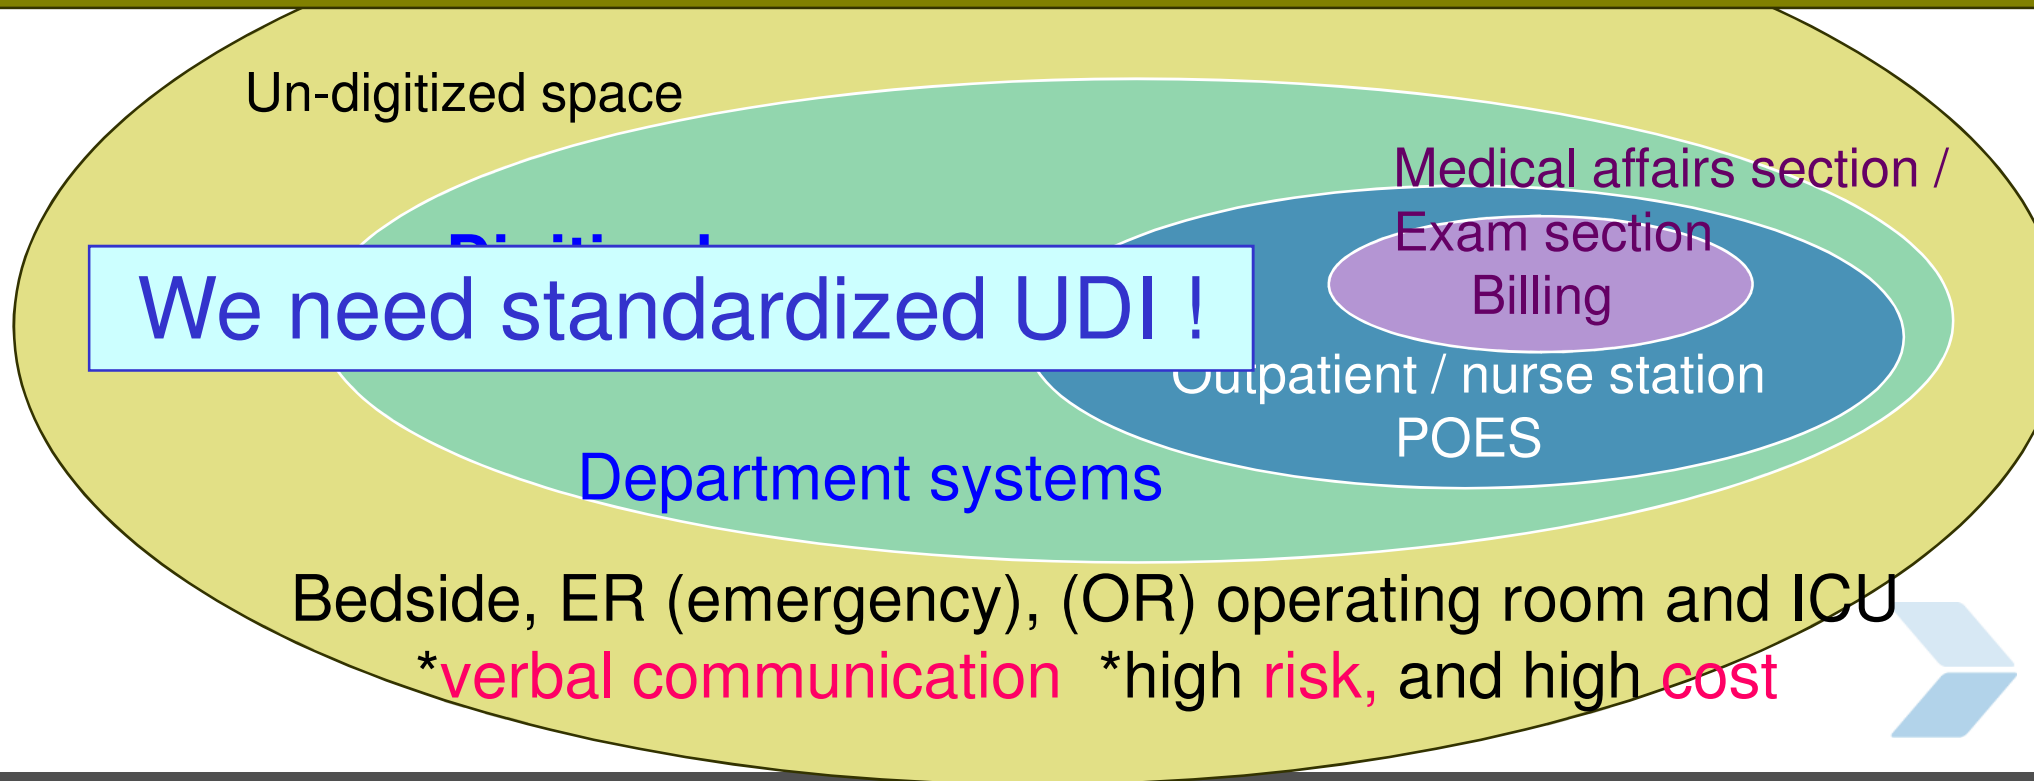 Un-digitized space
Medical affairs section /
Exam section
Billing
We need standardized UDI !
Outpatient / nurse station
POES
Department systems
Bedside, ER (emergency), (OR) operating room and ICU
*verbal communication *high risk, and high cost